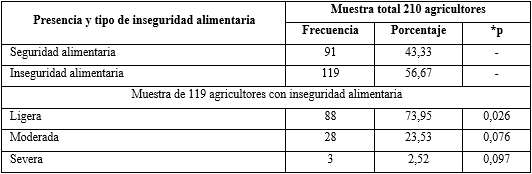 Presencia y tipo de inseguridad alimentaria
Muestra total 210 agricultores
Frecuencia Porcentaje *p
Seguridad alimentaria 91 43,33 -
Inseguridad alimentaria 119 56,67 -
Muestra de 119 agricultores con inseguridad alimentaria
Ligera 88 73,95 0,026
Moderada 28 23,53 0,076
Severa 3 2,52 0,097